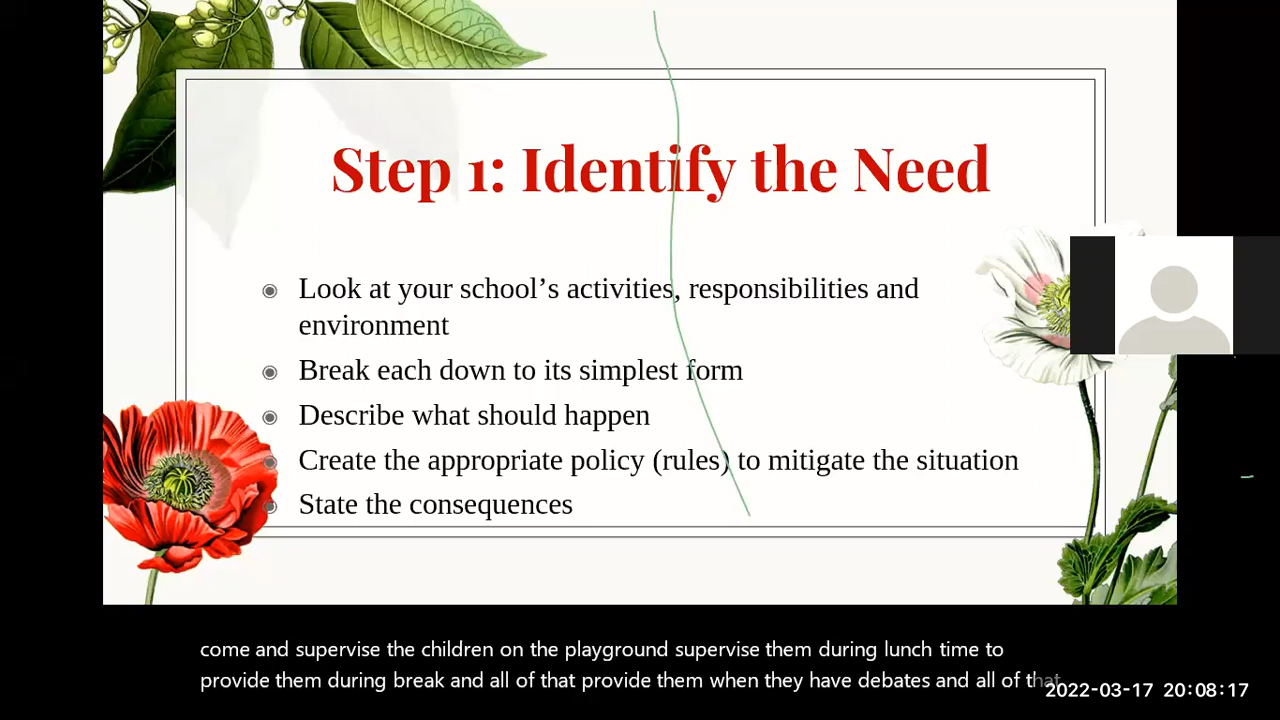 Step 1: Identify the Need
◉ Look at your school’s activities, responsibilities and
environment
◉ Break each down to its simplest form
◉ Describe what should happen
◉ Create the appropriate policy (rules) to mitigate the situation
◉ State the consequences
come and supervise the children on the playground supervise them during lunch time to
provide them during break and all of that provide them when they have debates and all of that
2022-03-17 20:08:17